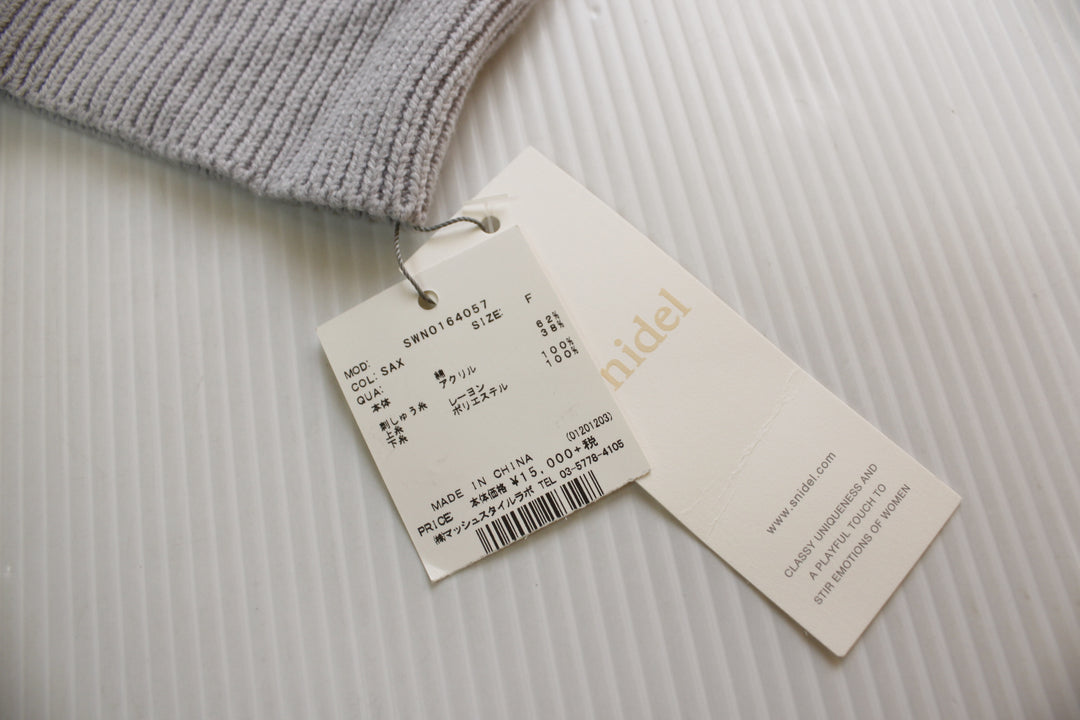 MOD: SWNO164057
COL: SAX SIZE: F
QUA:
本体 綿 62%
アクリル 38%
刺しゅう糸
上糸 レーヨン 100%
下糸 ポリエステル 100%
(01201203)
MADE IN CHINA
PRICE 本体価格 ¥15,000+税
㈱マッシュスタイルラボ TEL 03-5778-4105
nidel
www.snidel.com
CLASSY UNIQUENESS AND
A PLAYFUL TOUCH TO
STIR EMOTIONS OF WOMEN